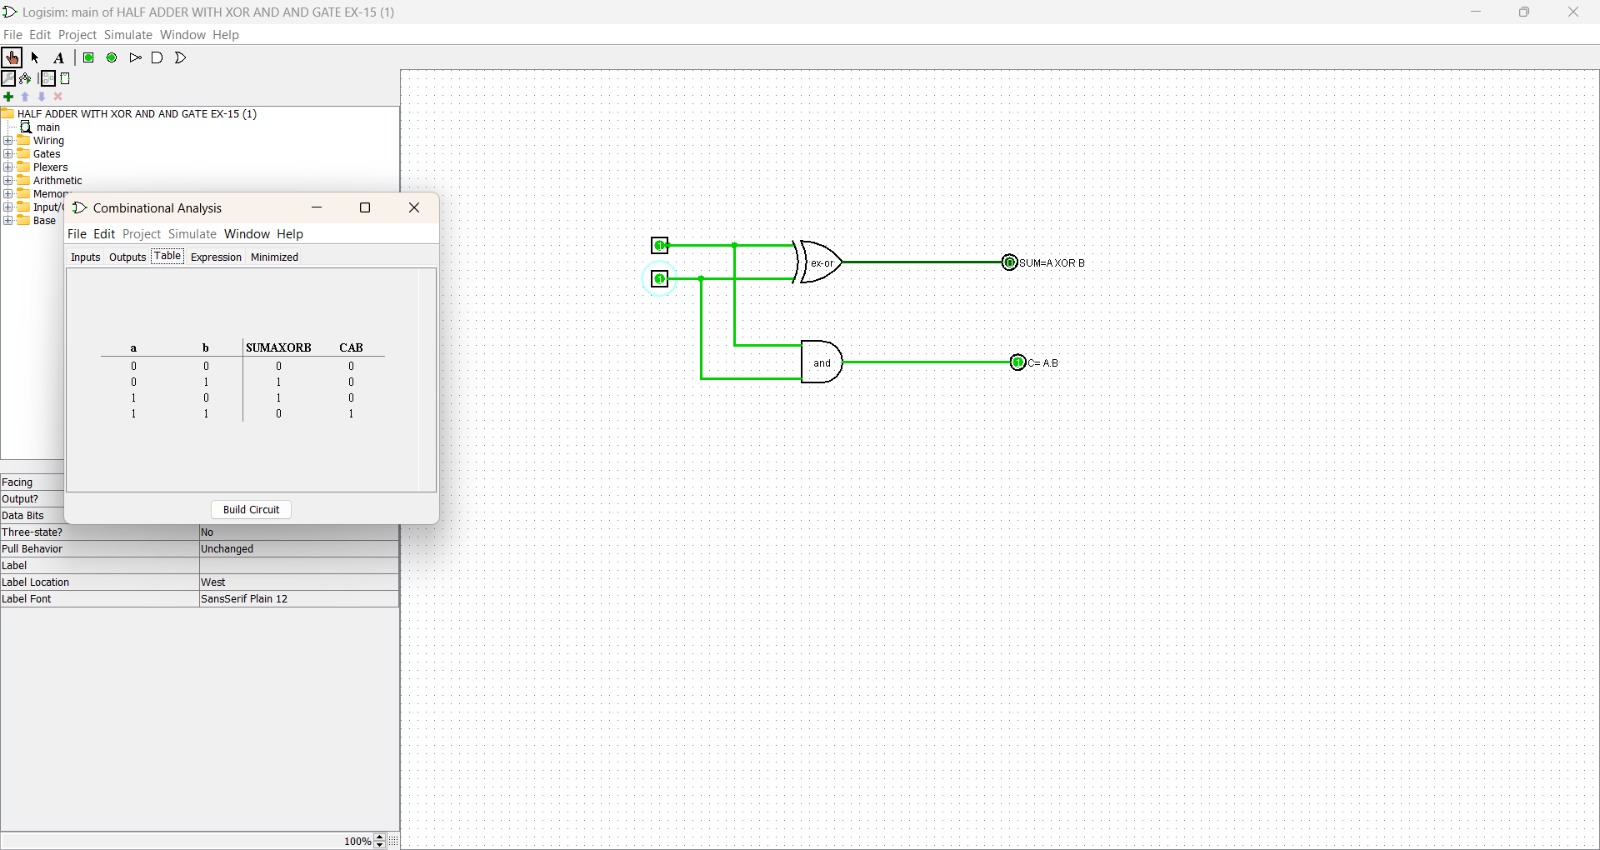 Logisim: main of HALF ADDER WITH XOR AND AND GATE EX-15 (1)
File Edit Project Simulate Window Help
A
HALF ADDER WITH XOR AND AND GATE EX-15 (1)
main
Wiring
Gates
Plexers
Arithmetic
Input/
Base
Combinational Analysis
File Edit Project Simulate Window Help
Inputs Outputs Table Expression Minimized
a b SUMAXORB CAB
0 0 0 0
0 1 1 0
1 0 1 0
1 1 0 1
Build Circuit
Facing
Output?
Data Bits
Three-state? No
Pull Behavior Unchanged
Label
Label Location West
Label Font SansSerif Plain 12
100%
1
1
ex-or
0 SUM=A XOR B
and
1 C= A.B